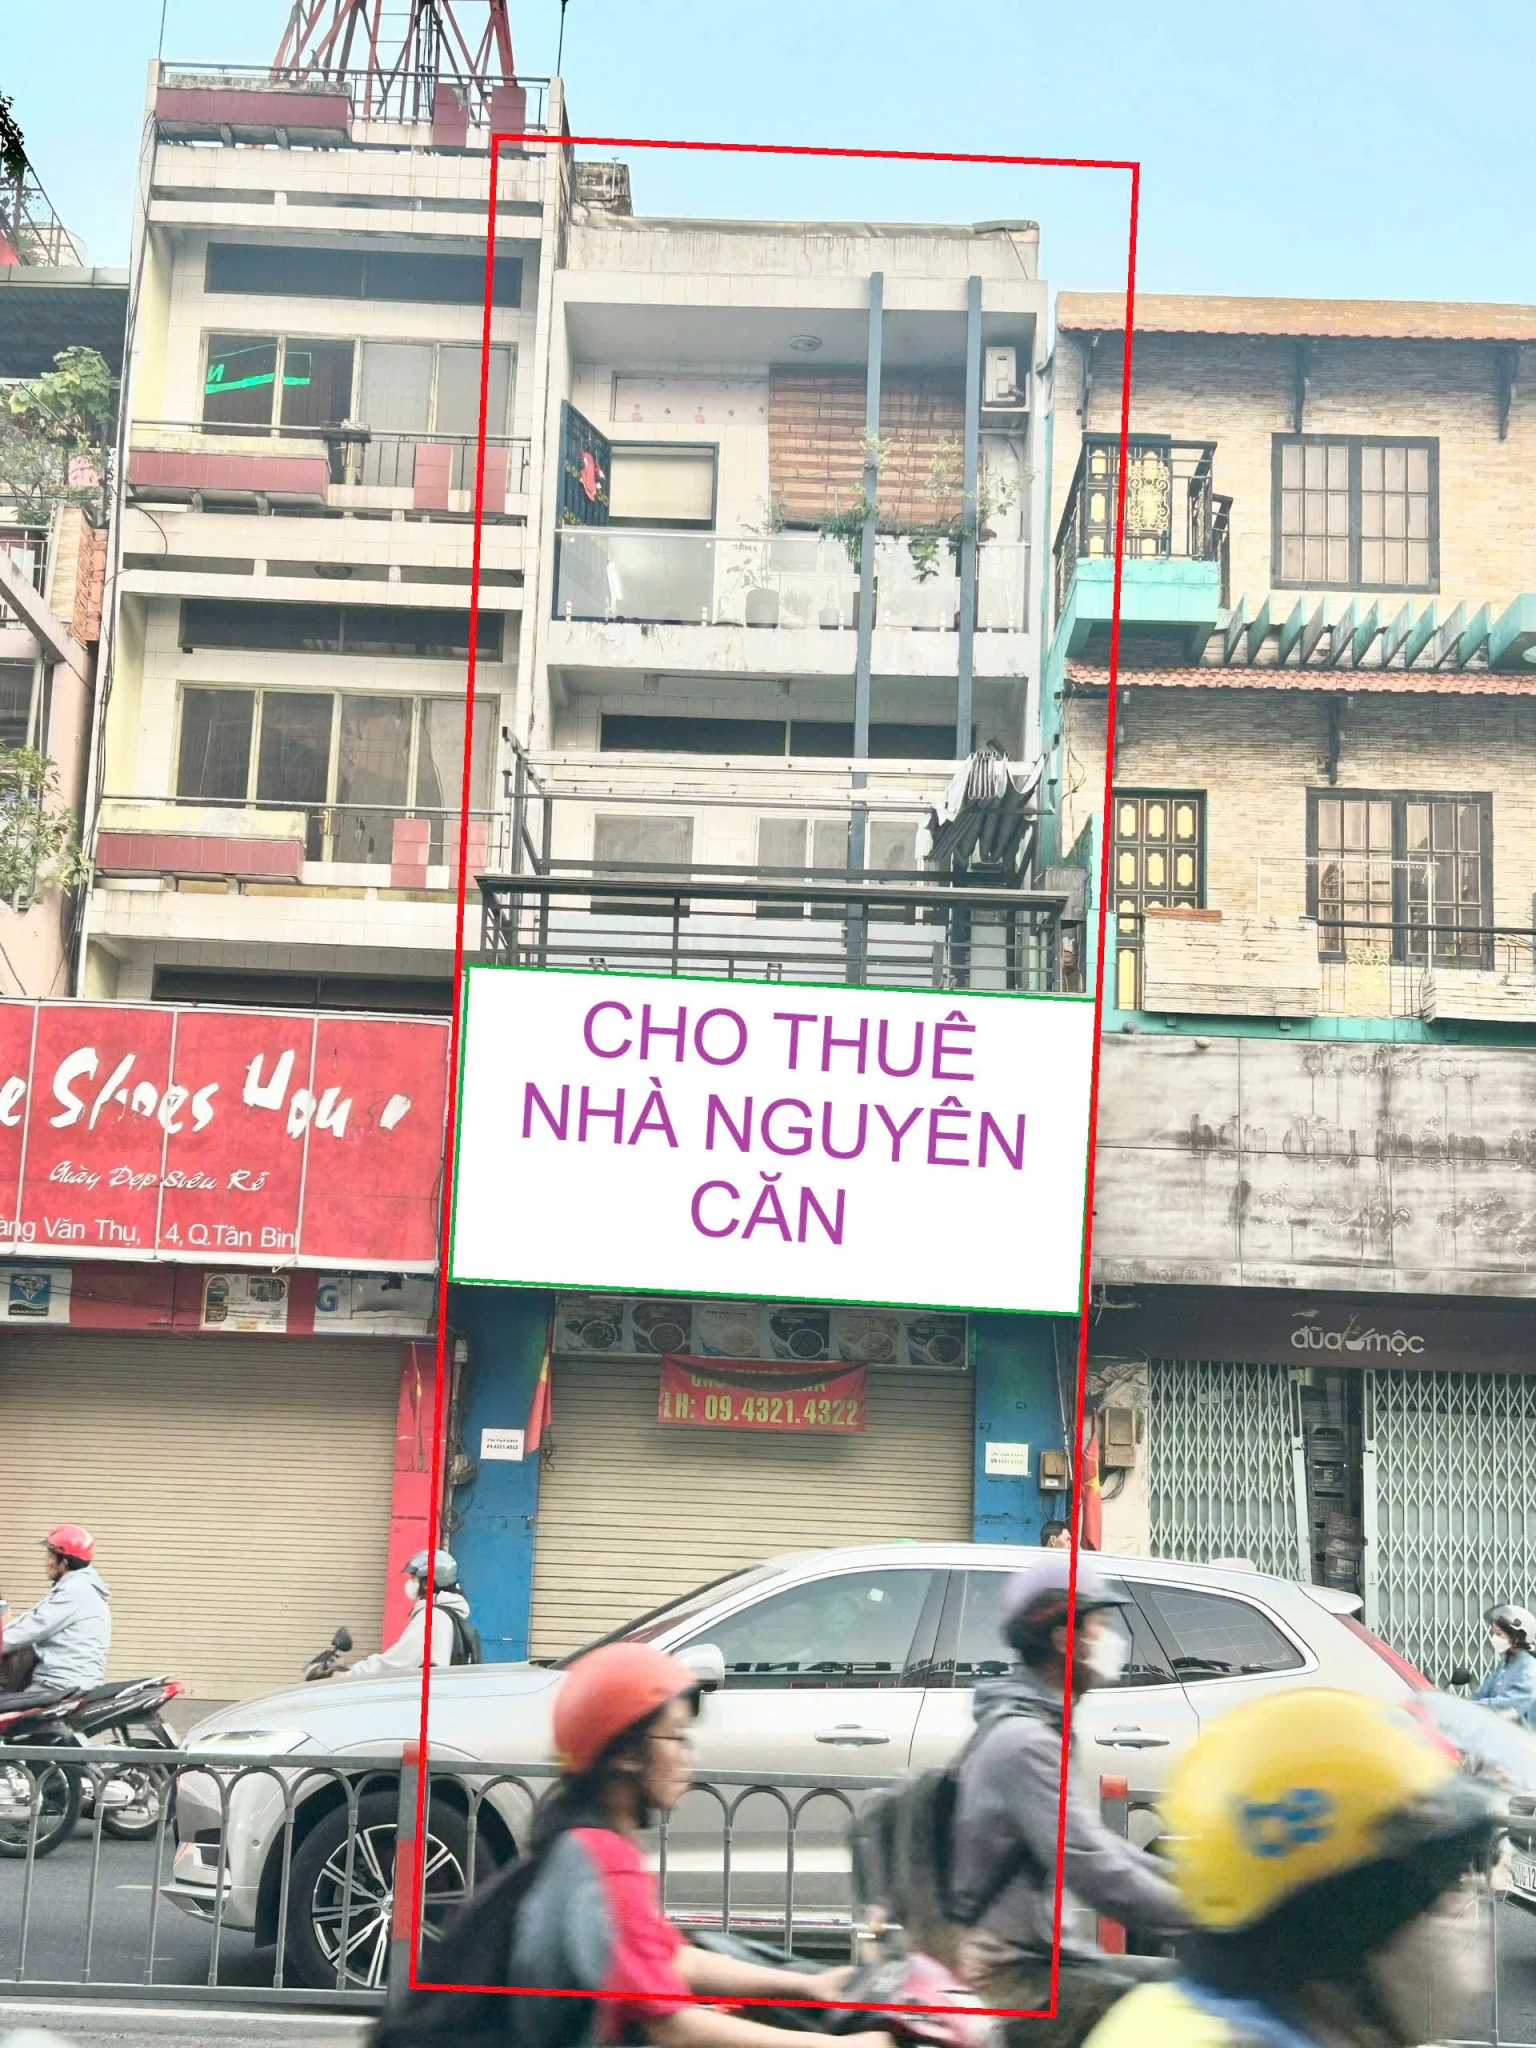 CHO THUÊ
NHÀ NGUYÊN
CĂN
Shoes
Giày Đẹp Siêu Rẻ
Văn Thụ, 4, Q.Tân Bình
đũa mộc
LH: 09.4321.4322